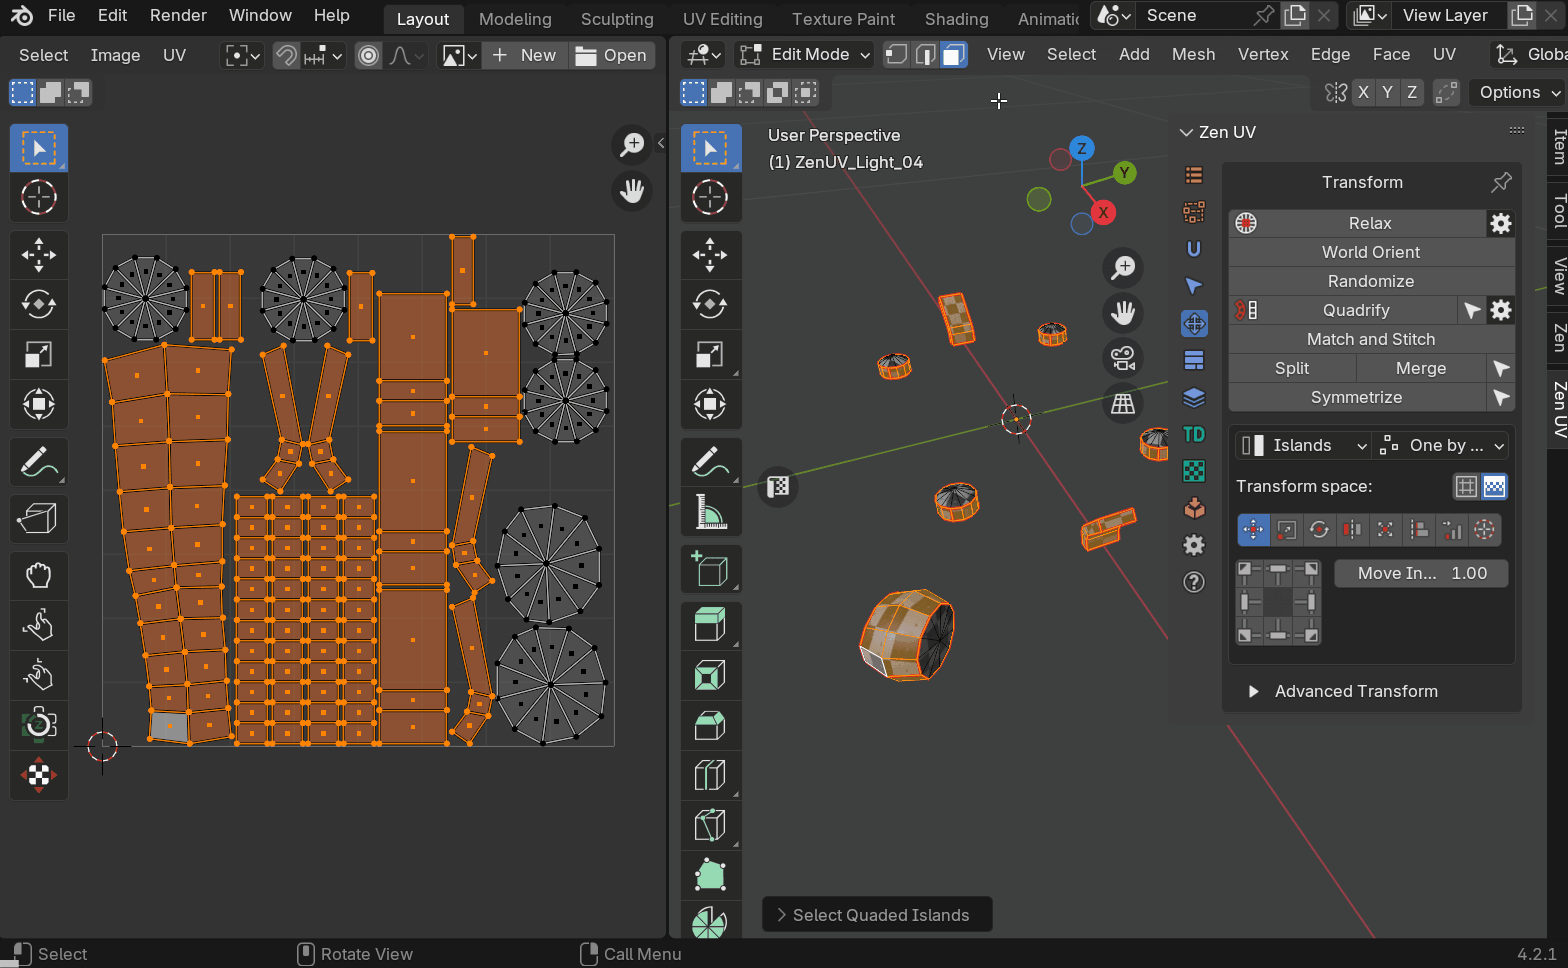 File Edit Render Window Help Layout Modeling Sculpting UV Editing Texture Paint Shading Animatic Scene View Layer
Select Image UV New Open Edit Mode View Select Add Mesh Vertex Edge Face UV Globa
X Y Z Options
User Perspective
(1) ZenUV_Light_04
Z
Y
X
Zen UV
Transform
Relax
World Orient
Randomize
Quadrify
Match and Stitch
Split Merge
Symmetrize
Islands One by ...
Transform space:
Move In... 1.00
Advanced Transform
TD
Item
Tool
View
Zen
Zen UV
Select Quaded Islands
Select Rotate View Call Menu 4.2.1